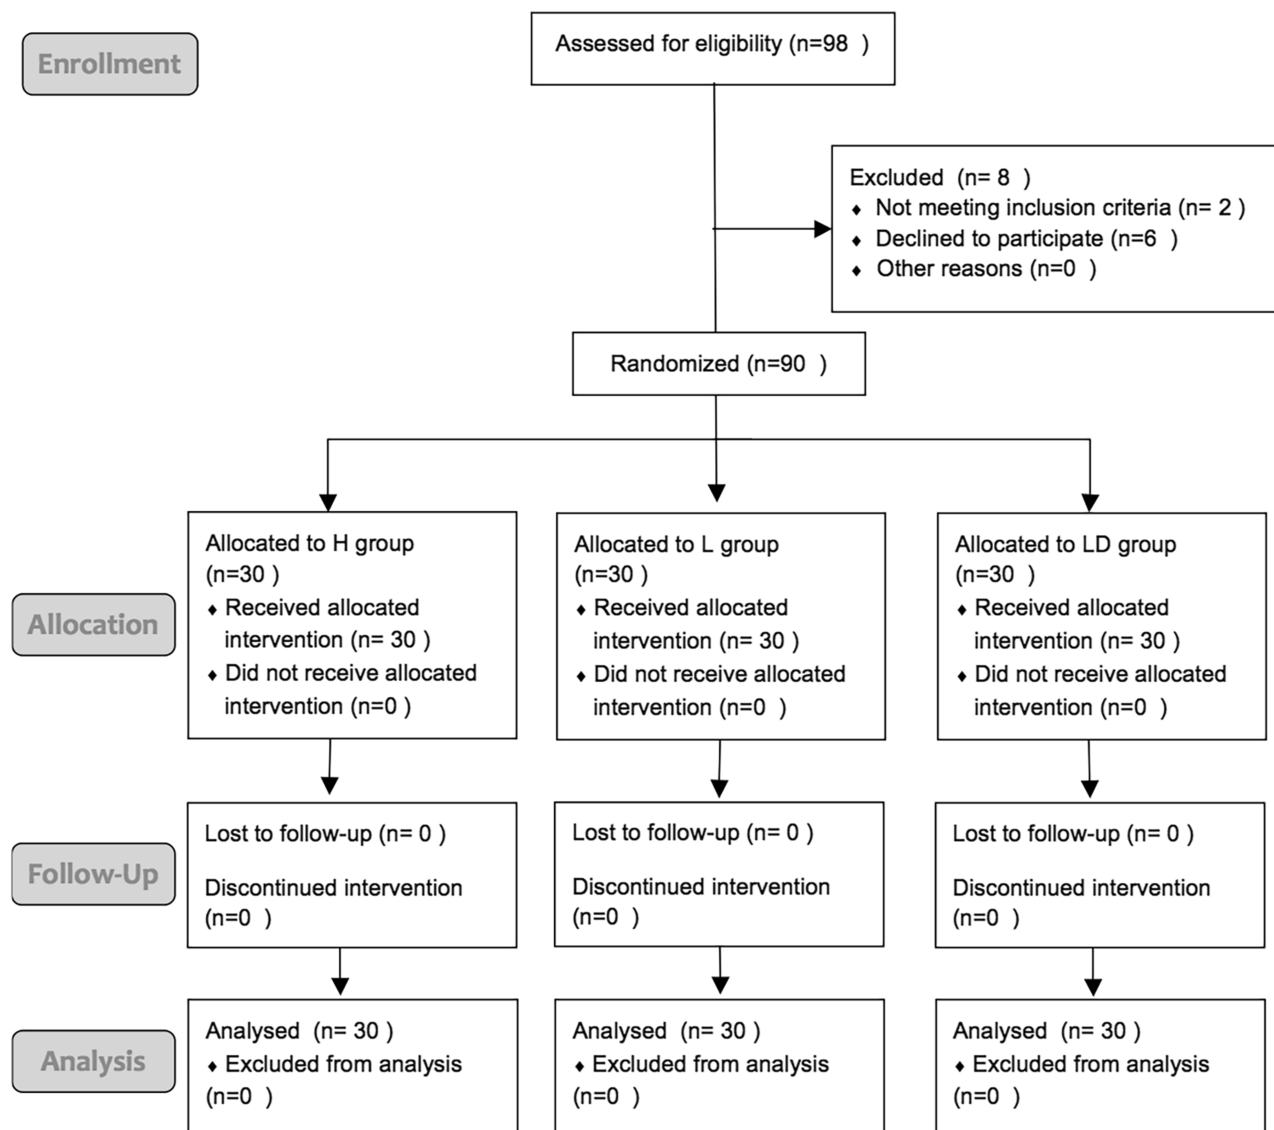 Enrollment
Assessed for eligibility (n=98 )
Excluded (n= 8 )
♦ Not meeting inclusion criteria (n= 2 )
♦ Declined to participate (n=6 )
♦ Other reasons (n=0 )
Randomized (n=90 )
Allocation
Allocated to H group
(n=30 )
♦ Received allocated
intervention (n= 30 )
♦ Did not receive allocated
intervention (n=0 )
Allocated to L group
(n=30 )
♦ Received allocated
intervention (n= 30 )
♦ Did not receive allocated
intervention (n=0 )
Allocated to LD group
(n=30 )
♦ Received allocated
intervention (n= 30 )
♦ Did not receive allocated
intervention (n=0 )
Follow-Up
Lost to follow-up (n= 0 )
Discontinued intervention
(n=0 )
Lost to follow-up (n= 0 )
Discontinued intervention
(n=0 )
Lost to follow-up (n= 0 )
Discontinued intervention
(n=0 )
Analysis
Analysed (n= 30 )
♦ Excluded from analysis
(n=0 )
Analysed (n= 30 )
♦ Excluded from analysis
(n=0 )
Analysed (n= 30 )
♦ Excluded from analysis
(n=0 )